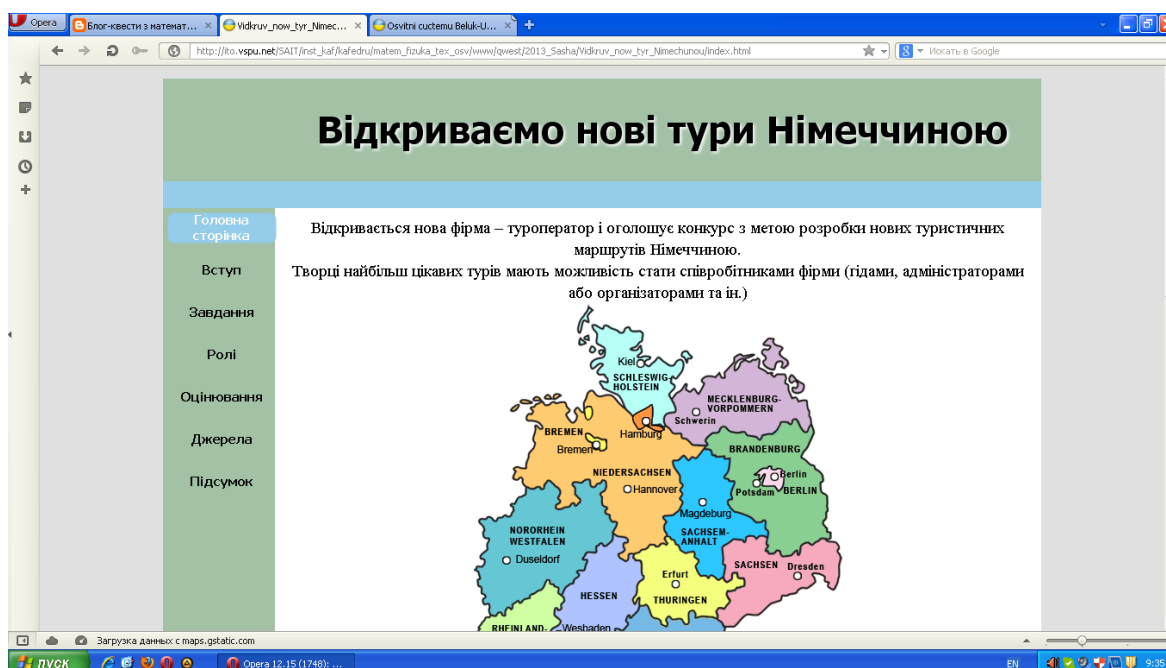 Opera
Блог-квести з математ...
Vidkruv_now_tyr_Nimec...
Osvitni cuctemu Beluk-U...
http://ito.vspu.net/SAIT/inst_kaf/kafedru/matem_fizuka_tex_osv/www/qwest/2013_Sasha/Vidkruv_now_tyr_Nimechunou/index.html
Искать в Google
Відкриваємо нові тури Німеччиною
Головна
сторінка
Вступ
Завдання
Ролі
Оцінювання
Джерела
Підсумок
Відкривається нова фірма – туроператор і оголошує конкурс з метою розробки нових туристичних
маршрутів Німеччиною.
Творці найбільш цікавих турів мають можливість стати співробітниками фірми (гідами, адміністраторами
або організаторами та ін.)
Kiel
SCHLESWIG-
HOLSTEIN
MECKLENBURG-
VORPOMMERN
Schwerin
BREMEN
Hamburg
Bremen
BRANDENBURG
NIEDERSACHSEN
Berlin
Hannover
Potsdam
BERLIN
Magdeburg
NORORHEIN
WESTFALEN
SACHSEM-
ANHALT
Duseldorf
SACHSEN
Dresden
Erfurt
HESSEN
THURINGEN
RHEINLAND-
Wesbaden
Загрузка данных с maps.gstatic.com
пуск
Opera 12.15 (1748): ...
EN
9:35